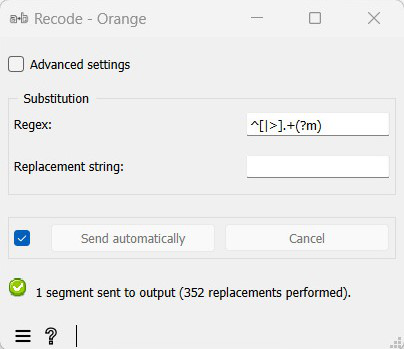 Recode - Orange
Advanced settings
Substitution
Regex: ^[|>].+(?m)
Replacement string:
Send automatically Cancel
1 segment sent to output (352 replacements performed).